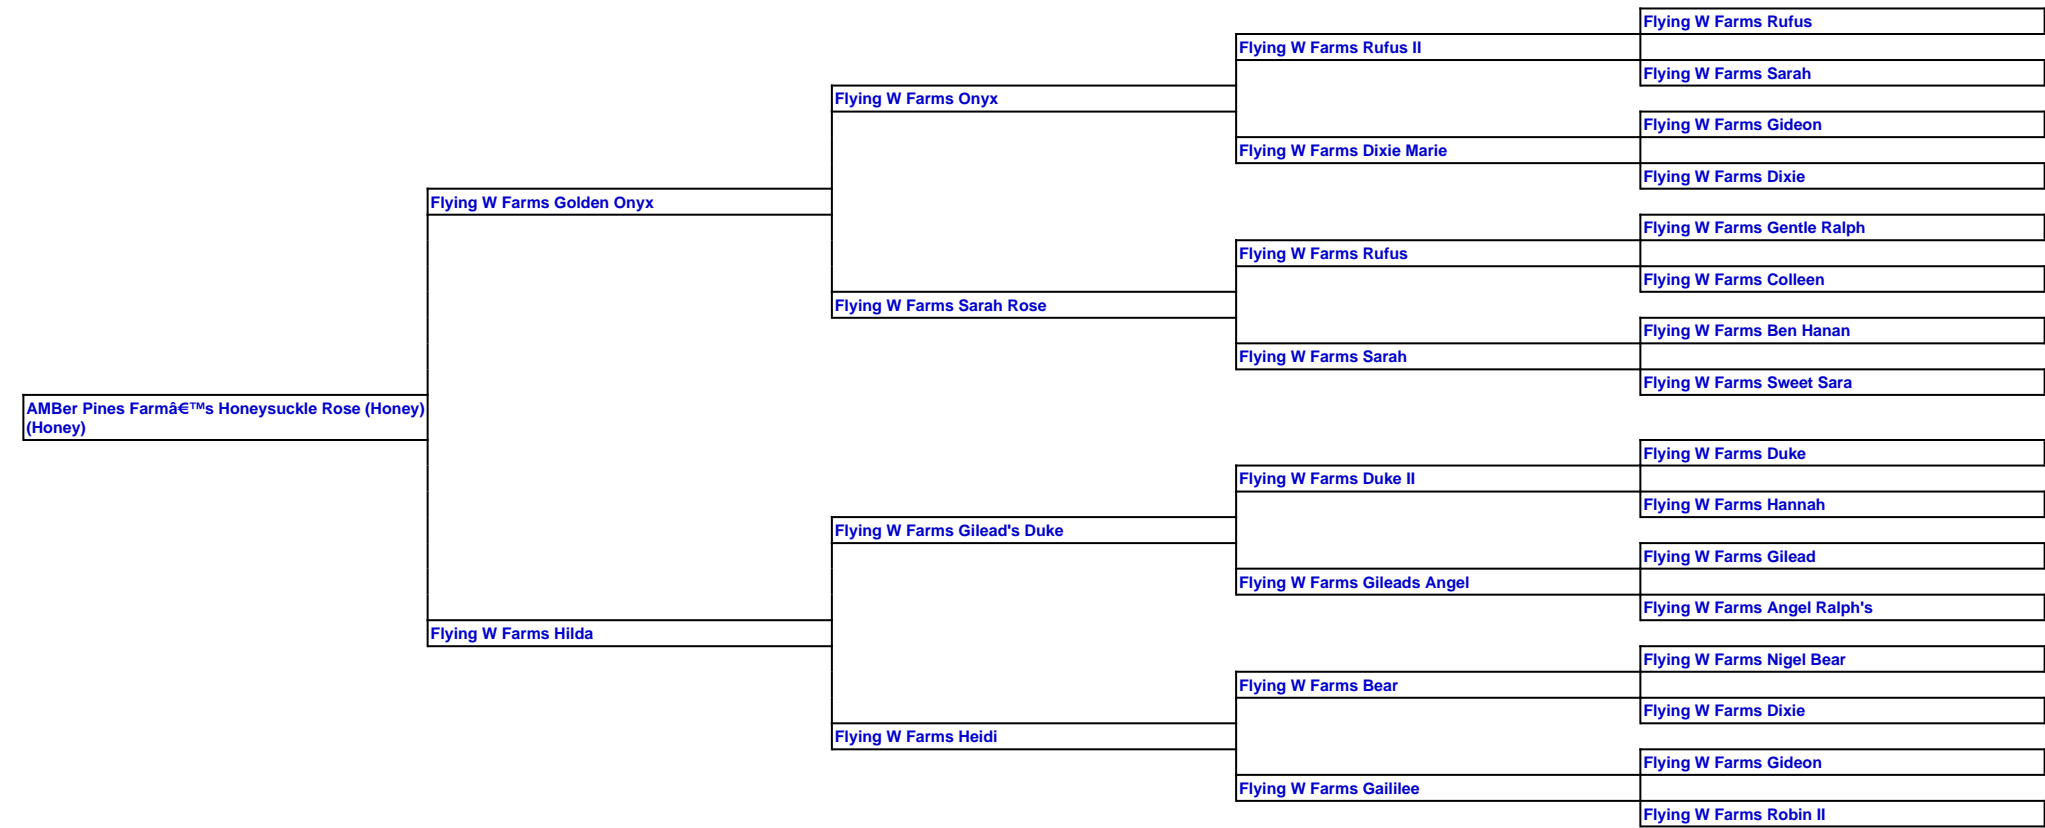 Flying W Farms Rufus
Flying W Farms Rufus II
Flying W Farms Sarah
Flying W Farms Onyx
Flying W Farms Gideon
Flying W Farms Dixie Marie
Flying W Farms Dixie
Flying W Farms Golden Onyx
Flying W Farms Gentle Ralph
Flying W Farms Rufus
Flying W Farms Colleen
Flying W Farms Sarah Rose
Flying W Farms Ben Hanan
Flying W Farms Sarah
Flying W Farms Sweet Sara
AMBer Pines Farmâ€™s Honeysuckle Rose (Honey)
(Honey)
Flying W Farms Duke
Flying W Farms Duke II
Flying W Farms Hannah
Flying W Farms Gilead's Duke
Flying W Farms Gilead
Flying W Farms Gileads Angel
Flying W Farms Angel Ralph's
Flying W Farms Hilda
Flying W Farms Nigel Bear
Flying W Farms Bear
Flying W Farms Dixie
Flying W Farms Heidi
Flying W Farms Gideon
Flying W Farms Gaililee
Flying W Farms Robin II